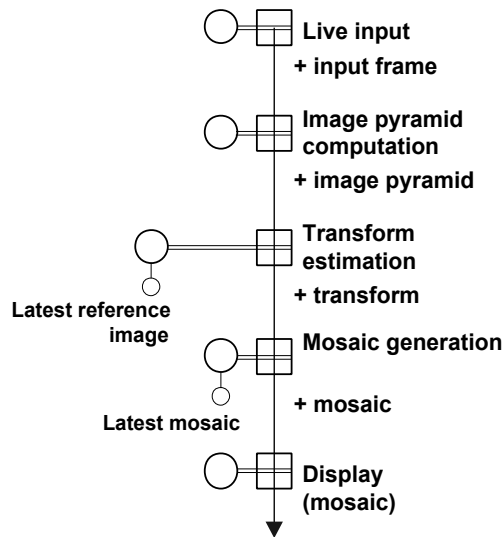 Live input
+ input frame
Image pyramid
computation
+ image pyramid
Transform
estimation
+ transform
Latest reference
image
Mosaic generation
+ mosaic
Latest mosaic
Display
(mosaic)